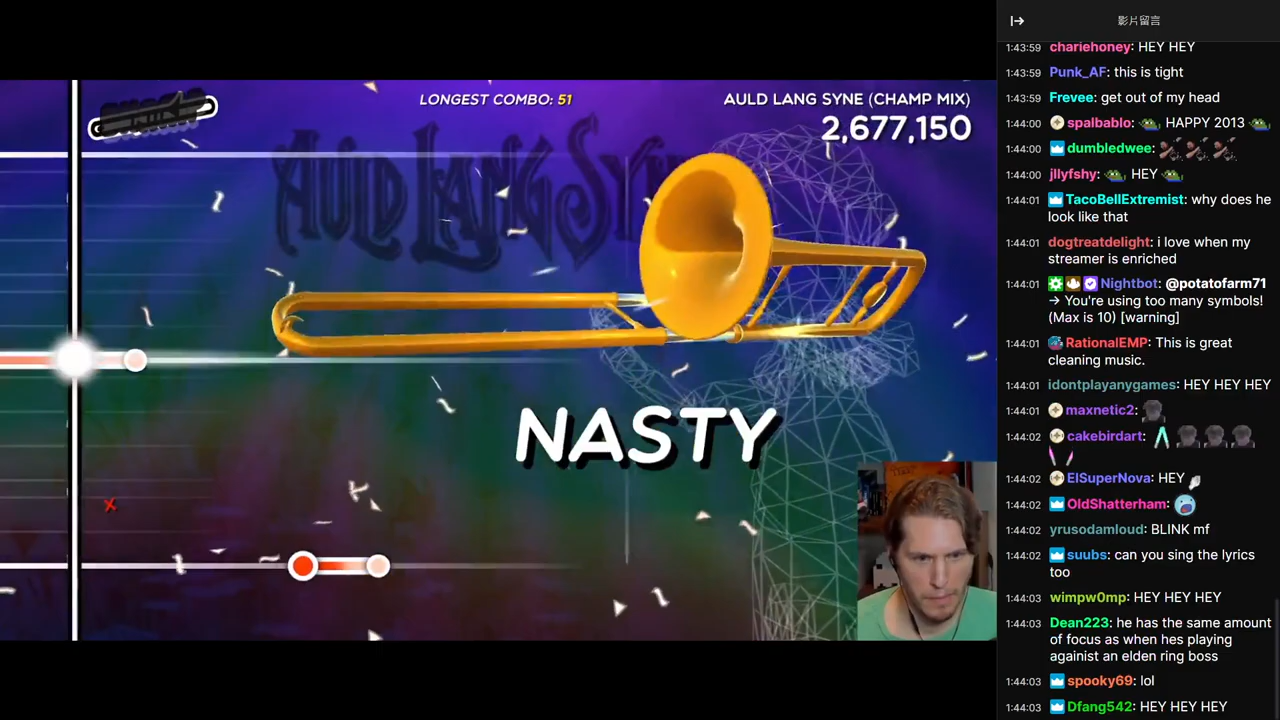 LONGEST COMBO: 51
AULD LANG SYNE (CHAMP MIX)
2,677,150
AULD LANG SYN
NASTY
x
影片留言
1:43:59 chariehoney: HEY HEY
1:43:59 Punk_AF: this is tight
1:43:59 Frevee: get out of my head
1:44:00 spalbablo: HAPPY 2013
1:44:00 dumbledwee:
1:44:00 jllyfshy: HEY
1:44:01 TacoBellExtremist: why does he
look like that
1:44:01 dogtreatdelight: i love when my
streamer is enriched
1:44:01 Nightbot: @potatofarm71
→ You're using too many symbols!
(Max is 10) [warning]
1:44:01 RationalEMP: This is great
cleaning music.
1:44:01 idontplayanygames: HEY HEY HEY
1:44:01 maxnetic2:
1:44:02 cakebirdart:
1:44:02 ElSuperNova: HEY
1:44:02 OldShatterham:
1:44:02 yrusodamloud: BLINK mf
1:44:02 suubs: can you sing the lyrics
too
1:44:03 wimpw0mp: HEY HEY HEY
1:44:03 Dean223: he has the same amount
of focus as when hes playing
againist an elden ring boss
1:44:03 spooky69: lol
1:44:03 Dfang542: HEY HEY HEY